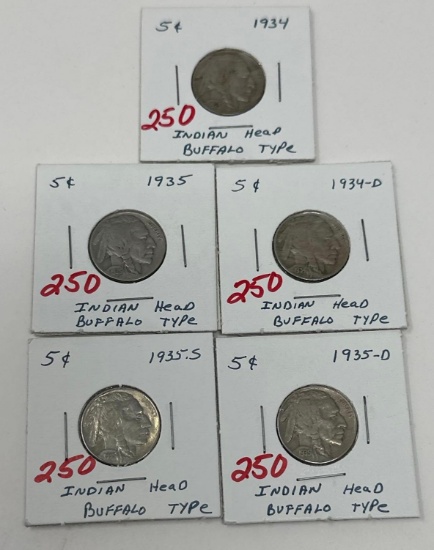 5¢ 1934
250
INDIAN HeaD
BUFFALO TYPe
5¢ 1935
250
INDIAN HeaD
BUFFALO TYPe
5¢ 1934-D
250
INDIAN HeaD
BUFFALO TYPe
5¢ 1935-S
250
INDIAN HeaD
BUFFALO TYPe
5¢ 1935-D
250
INDIAN HeaD
BUFFALO TYPe